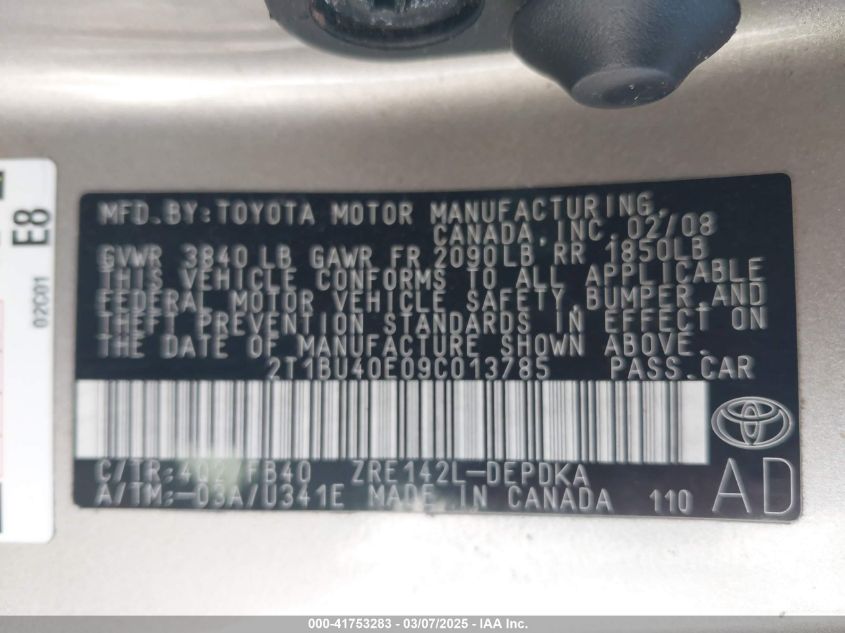 MFD.BY:TOYOTA MOTOR MANUFACTURING,
CANADA,INC. 02/08
GVWR 3840 LB GAWR FR 2090LB RR 1850LB
THIS VEHICLE CONFORMS TO ALL APPLICABLE
FEDERAL MOTOR VEHICLE SAFETY,BUMPER,AND
THEFT PREVENTION STANDARDS IN EFFECT ON
THE DATE OF MANUFACTURE SHOWN ABOVE.
2T1BU40E09C013785 PASS.CAR
C/TR:4Q2/FB40 ZRE142L-DEPDKA
A/TM:-03A/U341E MADE IN CANADA 110
AD
E8
02C01
000-41753283 - 03/07/2025 - IAA Inc.